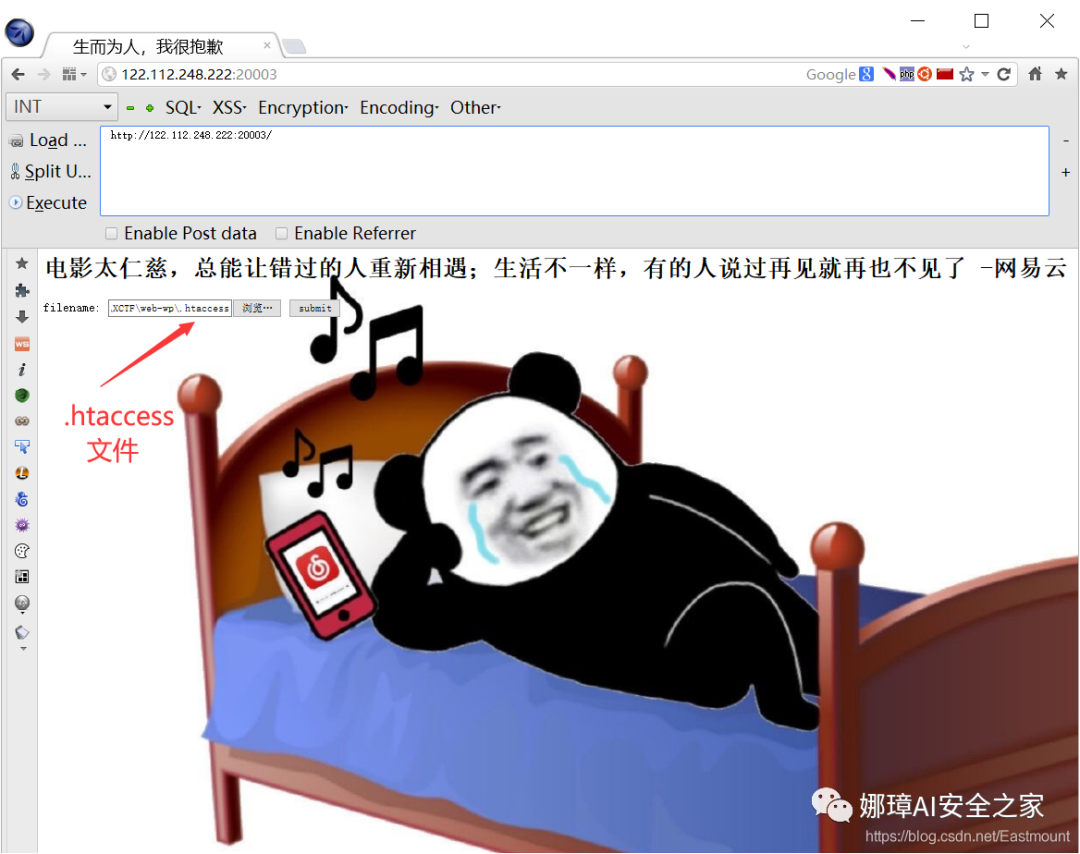 生而为人，我很抱歉
122.112.248.222:20003
Google
INT
SQL
XSS
Encryption
Encoding
Other
Load ...
http://122.112.248.222:20003/
-
Split U...
+
Execute
Enable Post data
Enable Referrer
电影太仁慈，总能让错过的人重新相遇；生活不一样，有的人说过再见就再也不见了 -网易云
filename:
XCTF\web-wp\.htaccess
浏览…
submit
.htaccess
文件
娜璋AI安全之家
https://blog.csdn.net/Eastmount